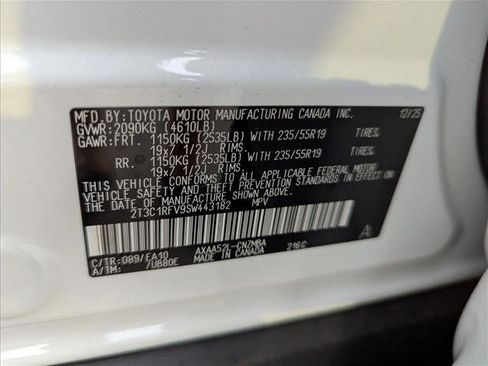 MFD.BY:TOYOTA MOTOR MANUFACTURING CANADA INC. 12/25
GVWR:2090KG (4610LB)
GAWR:FRT. 1150KG (2535LB) WITH 235/55R19 TIRES,
19x7 1/2J RIMS.
RR. 1150KG (2535LB) WITH 235/55R19 TIRES,
19x7 1/2J RIMS.
THIS VEHICLE CONFORMS TO ALL APPLICABLE FEDERAL MOTOR
VEHICLE SAFETY AND THEFT PREVENTION STANDARDS IN
EFFECT ON THE DATE OF MANUFACTURE SHOWN ABOVE.
2T3C1RFV9SW443182 MPV
C/TR:089/EA10 AXAA52L-CNZMBA 216C
A/TM: /UB80E MADE IN CANADA
A